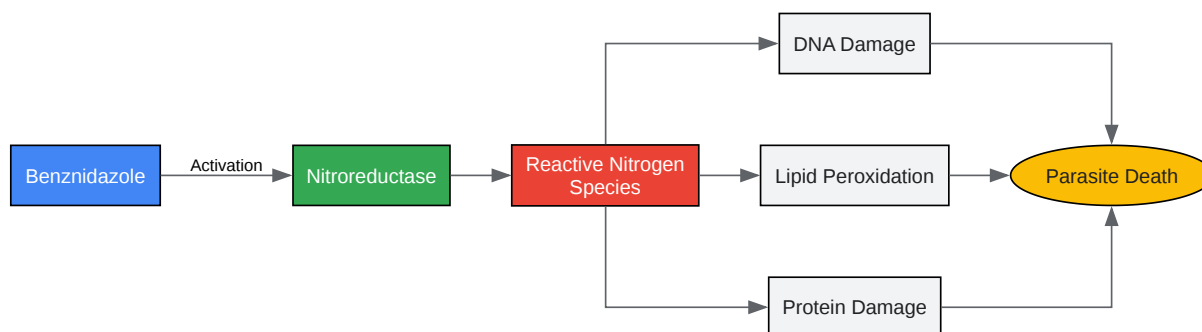 DNA Damage
Benznidazole
Activation
Nitroreductase
Reactive Nitrogen
Species
Lipid Peroxidation
Parasite Death
Protein Damage